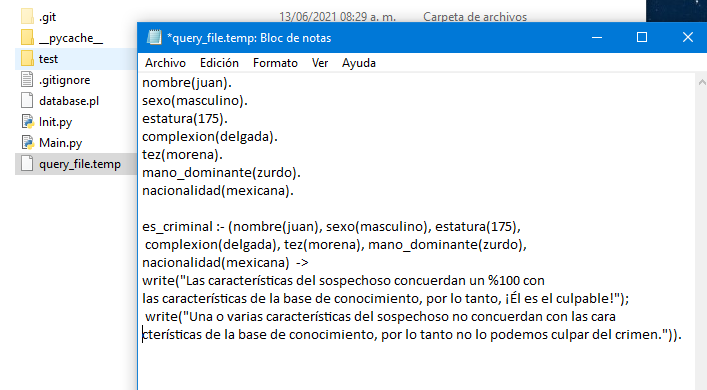 .git 13/06/2021 08:29 a. m. Carpeta de archivos
__pycache__
test
.gitignore
database.pl
Init.py
Main.py
query_file.temp
*query_file.temp: Bloc de notas
Archivo Edición Formato Ver Ayuda
nombre(juan).
sexo(masculino).
estatura(175).
complexion(delgada).
tez(morena).
mano_dominante(zurdo).
nacionalidad(mexicana).
es_criminal :- (nombre(juan), sexo(masculino), estatura(175),
complexion(delgada), tez(morena), mano_dominante(zurdo),
nacionalidad(mexicana) ->
write("Las características del sospechoso concuerdan un %100 con
las características de la base de conocimiento, por lo tanto, ¡Él es el culpable!");
write("Una o varias características del sospechoso no concuerdan con las cara
cterísticas de la base de conocimiento, por lo tanto no lo podemos culpar del crimen.")).